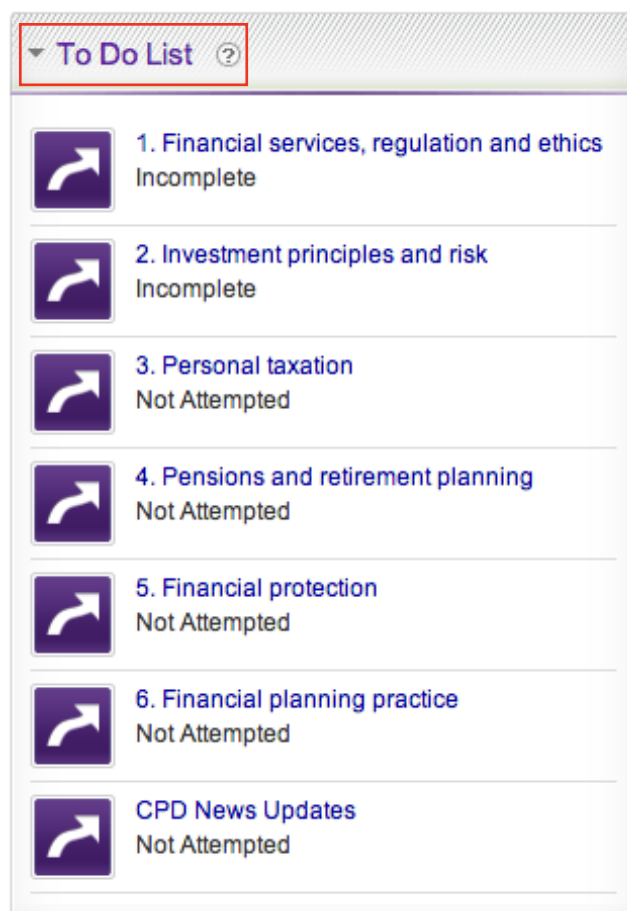 To Do List ?
1. Financial services, regulation and ethics
Incomplete
2. Investment principles and risk
Incomplete
3. Personal taxation
Not Attempted
4. Pensions and retirement planning
Not Attempted
5. Financial protection
Not Attempted
6. Financial planning practice
Not Attempted
CPD News Updates
Not Attempted